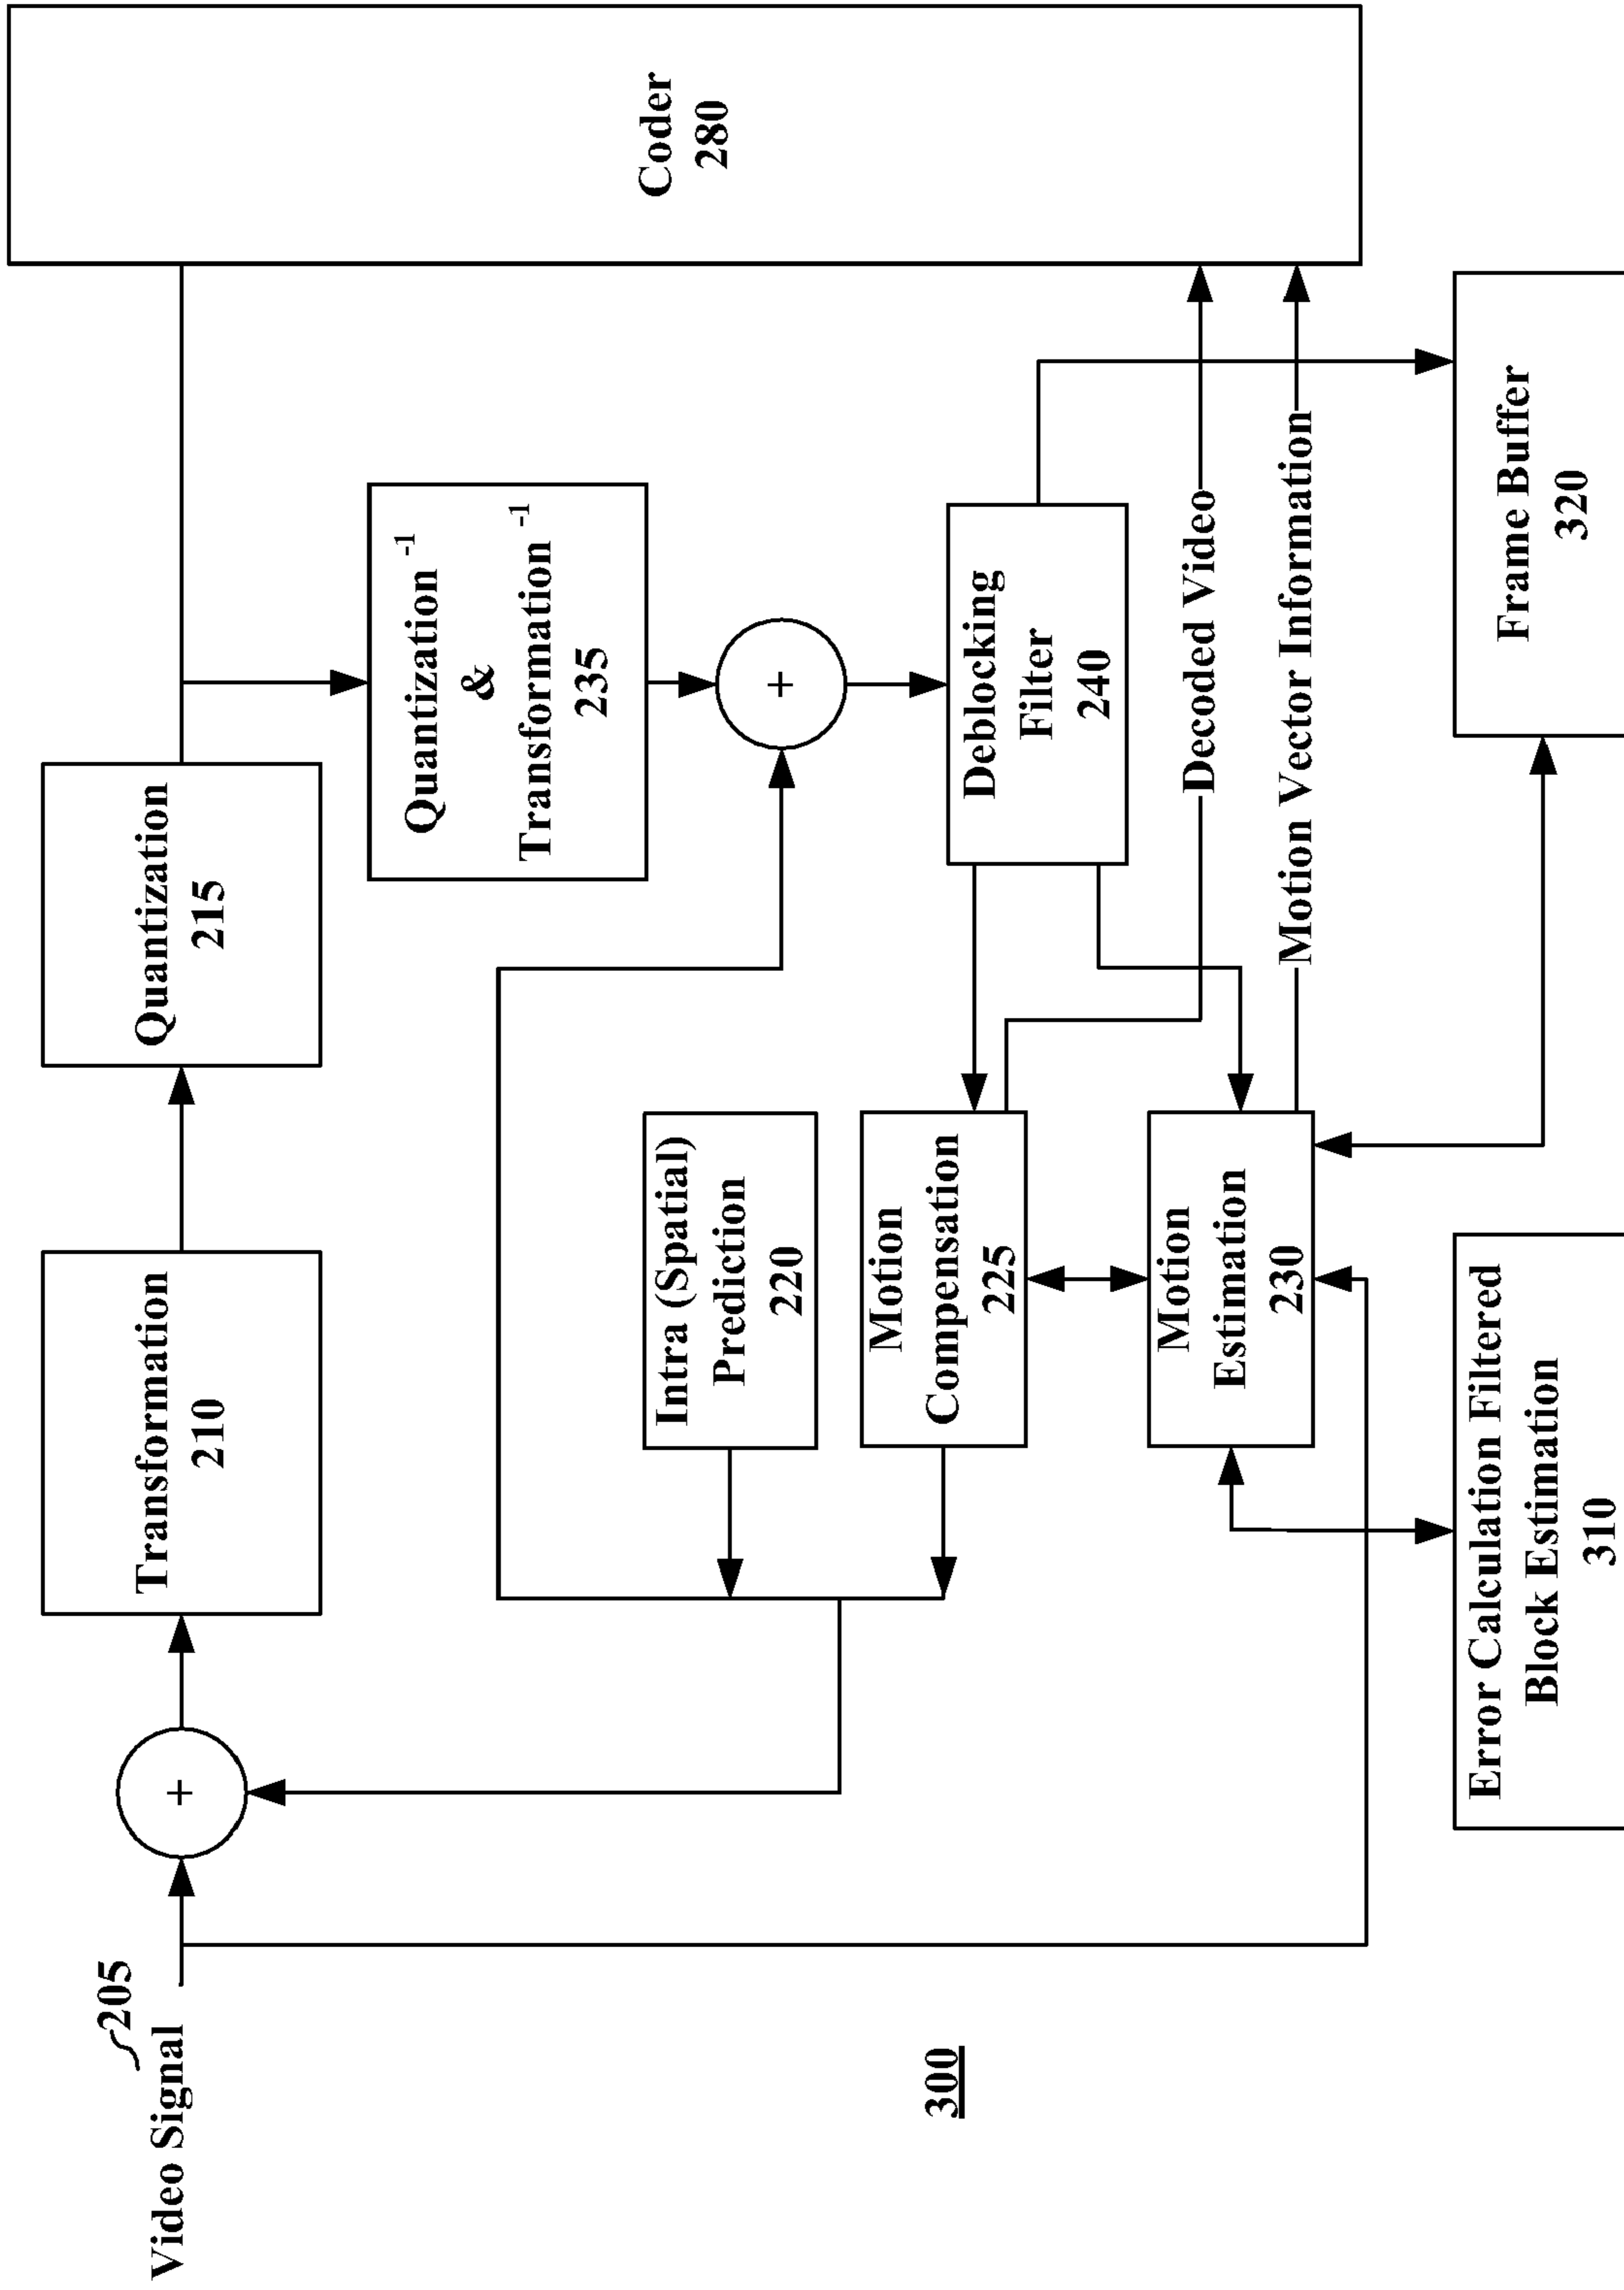 Video Signal
205
+
Transformation
210
Quantization
215
Coder
280
Quantization-1
&
Transformation-1
235
+
Intra (Spatial)
Prediction
220
Motion
Compensation
225
Deblocking
Filter
240
Decoded Video
Motion
Estimation
230
Motion Vector Information
Error Calculation Filtered
Block Estimation
310
Frame Buffer
320
300